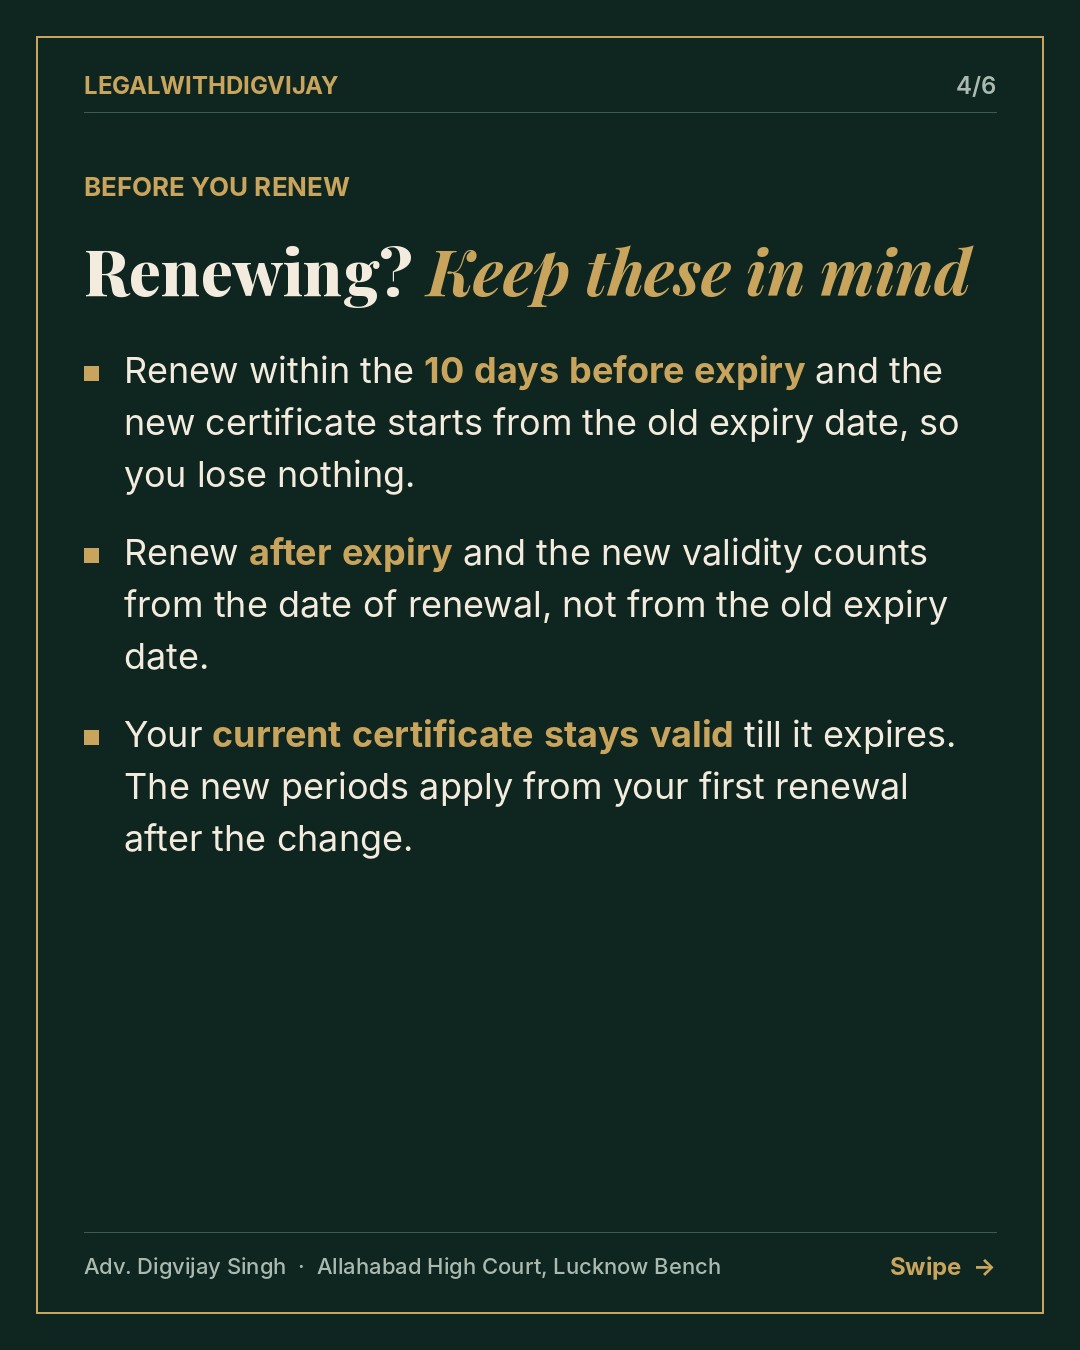 LEGALWITHDIGVIJAY
4/6
BEFORE YOU RENEW
Renewing? Keep these in mind
Renew within the 10 days before expiry and the
new certificate starts from the old expiry date, so
you lose nothing.
Renew after expiry and the new validity counts
from the date of renewal, not from the old expiry
date.
Your current certificate stays valid till it expires.
The new periods apply from your first renewal
after the change.
Adv. Digvijay Singh · Allahabad High Court, Lucknow Bench
Swipe →